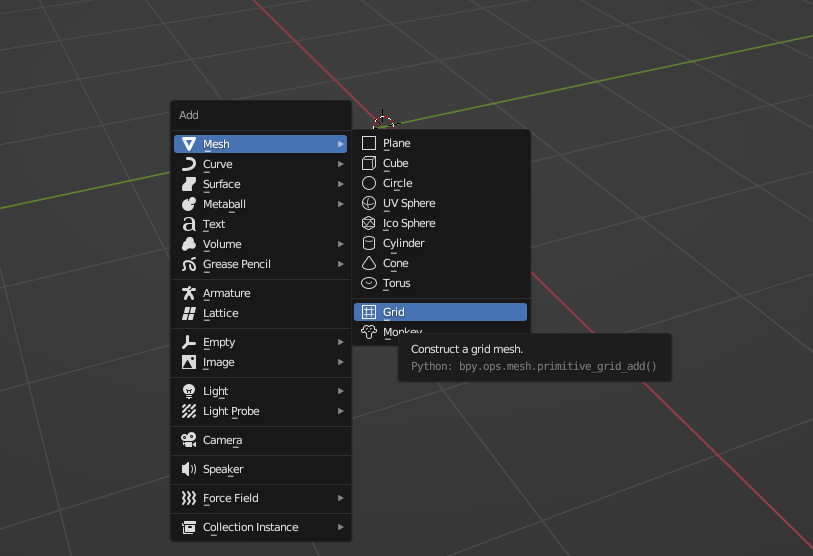 Add
Mesh
Curve
Surface
Metaball
Text
Volume
Grease Pencil
Armature
Lattice
Empty
Image
Light
Light Probe
Camera
Speaker
Force Field
Collection Instance
Plane
Cube
Circle
UV Sphere
Ico Sphere
Cylinder
Cone
Torus
Grid
Monkey
Construct a grid mesh.
Python: bpy.ops.mesh.primitive_grid_add()